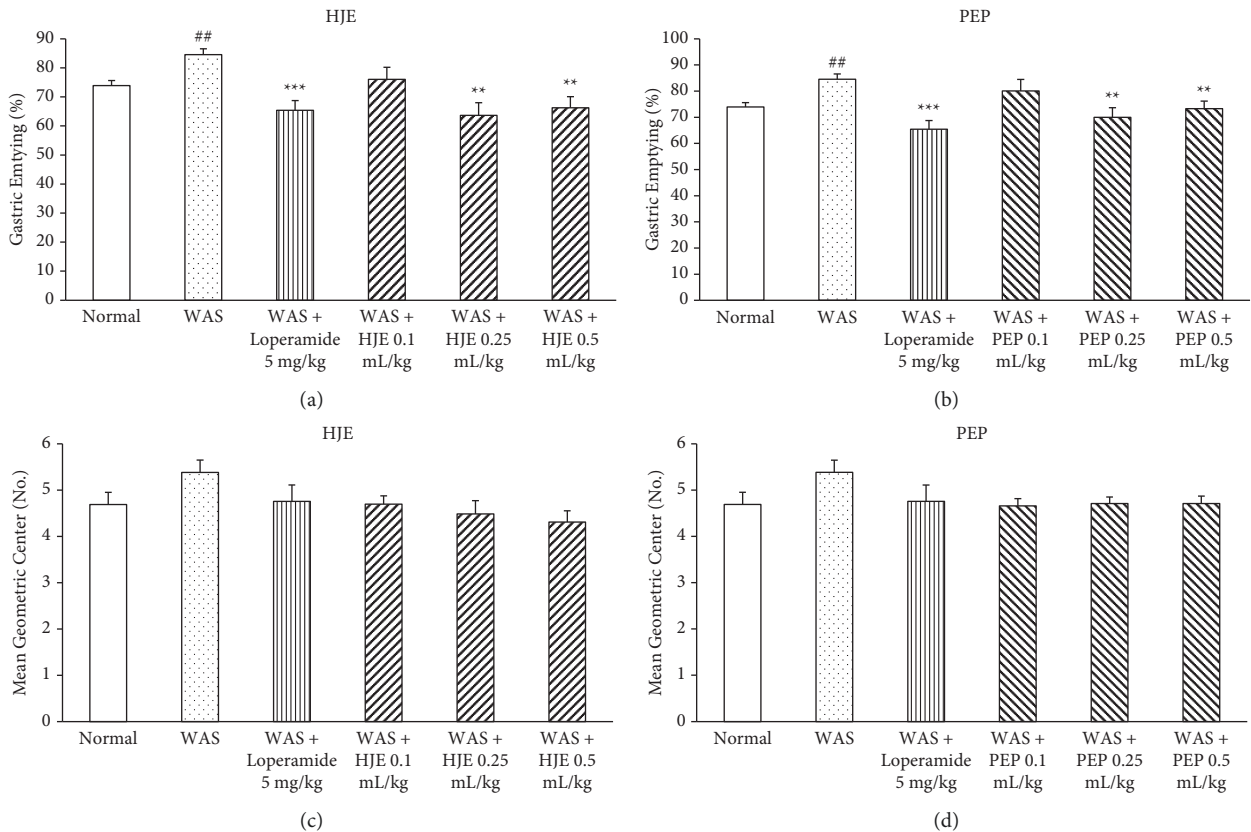 HJE
Gastric Emtying (%)
90
80
70
60
50
40
30
20
10
0
##
***
**
**
Normal
WAS
WAS +
Loperamide
5 mg/kg
WAS +
HJE 0.1
mL/kg
WAS +
HJE 0.25
mL/kg
WAS +
HJE 0.5
mL/kg
(a)
PEP
Gastric Emptying (%)
100
90
80
70
60
50
40
30
20
10
0
##
***
**
**
Normal
WAS
WAS +
Loperamide
5 mg/kg
WAS +
PEP 0.1
mL/kg
WAS +
PEP 0.25
mL/kg
WAS +
PEP 0.5
mL/kg
(b)
HJE
Mean Geometric Center (No.)
6
5
4
3
2
1
0
Normal
WAS
WAS +
Loperamide
5 mg/kg
WAS +
HJE 0.1
mL/kg
WAS +
HJE 0.25
mL/kg
WAS +
HJE 0.5
mL/kg
(c)
PEP
Mean Geometric Center (No.)
6
5
4
3
2
1
0
Normal
WAS
WAS +
Loperamide
5 mg/kg
WAS +
PEP 0.1
mL/kg
WAS +
PEP 0.25
mL/kg
WAS +
PEP 0.5
mL/kg
(d)